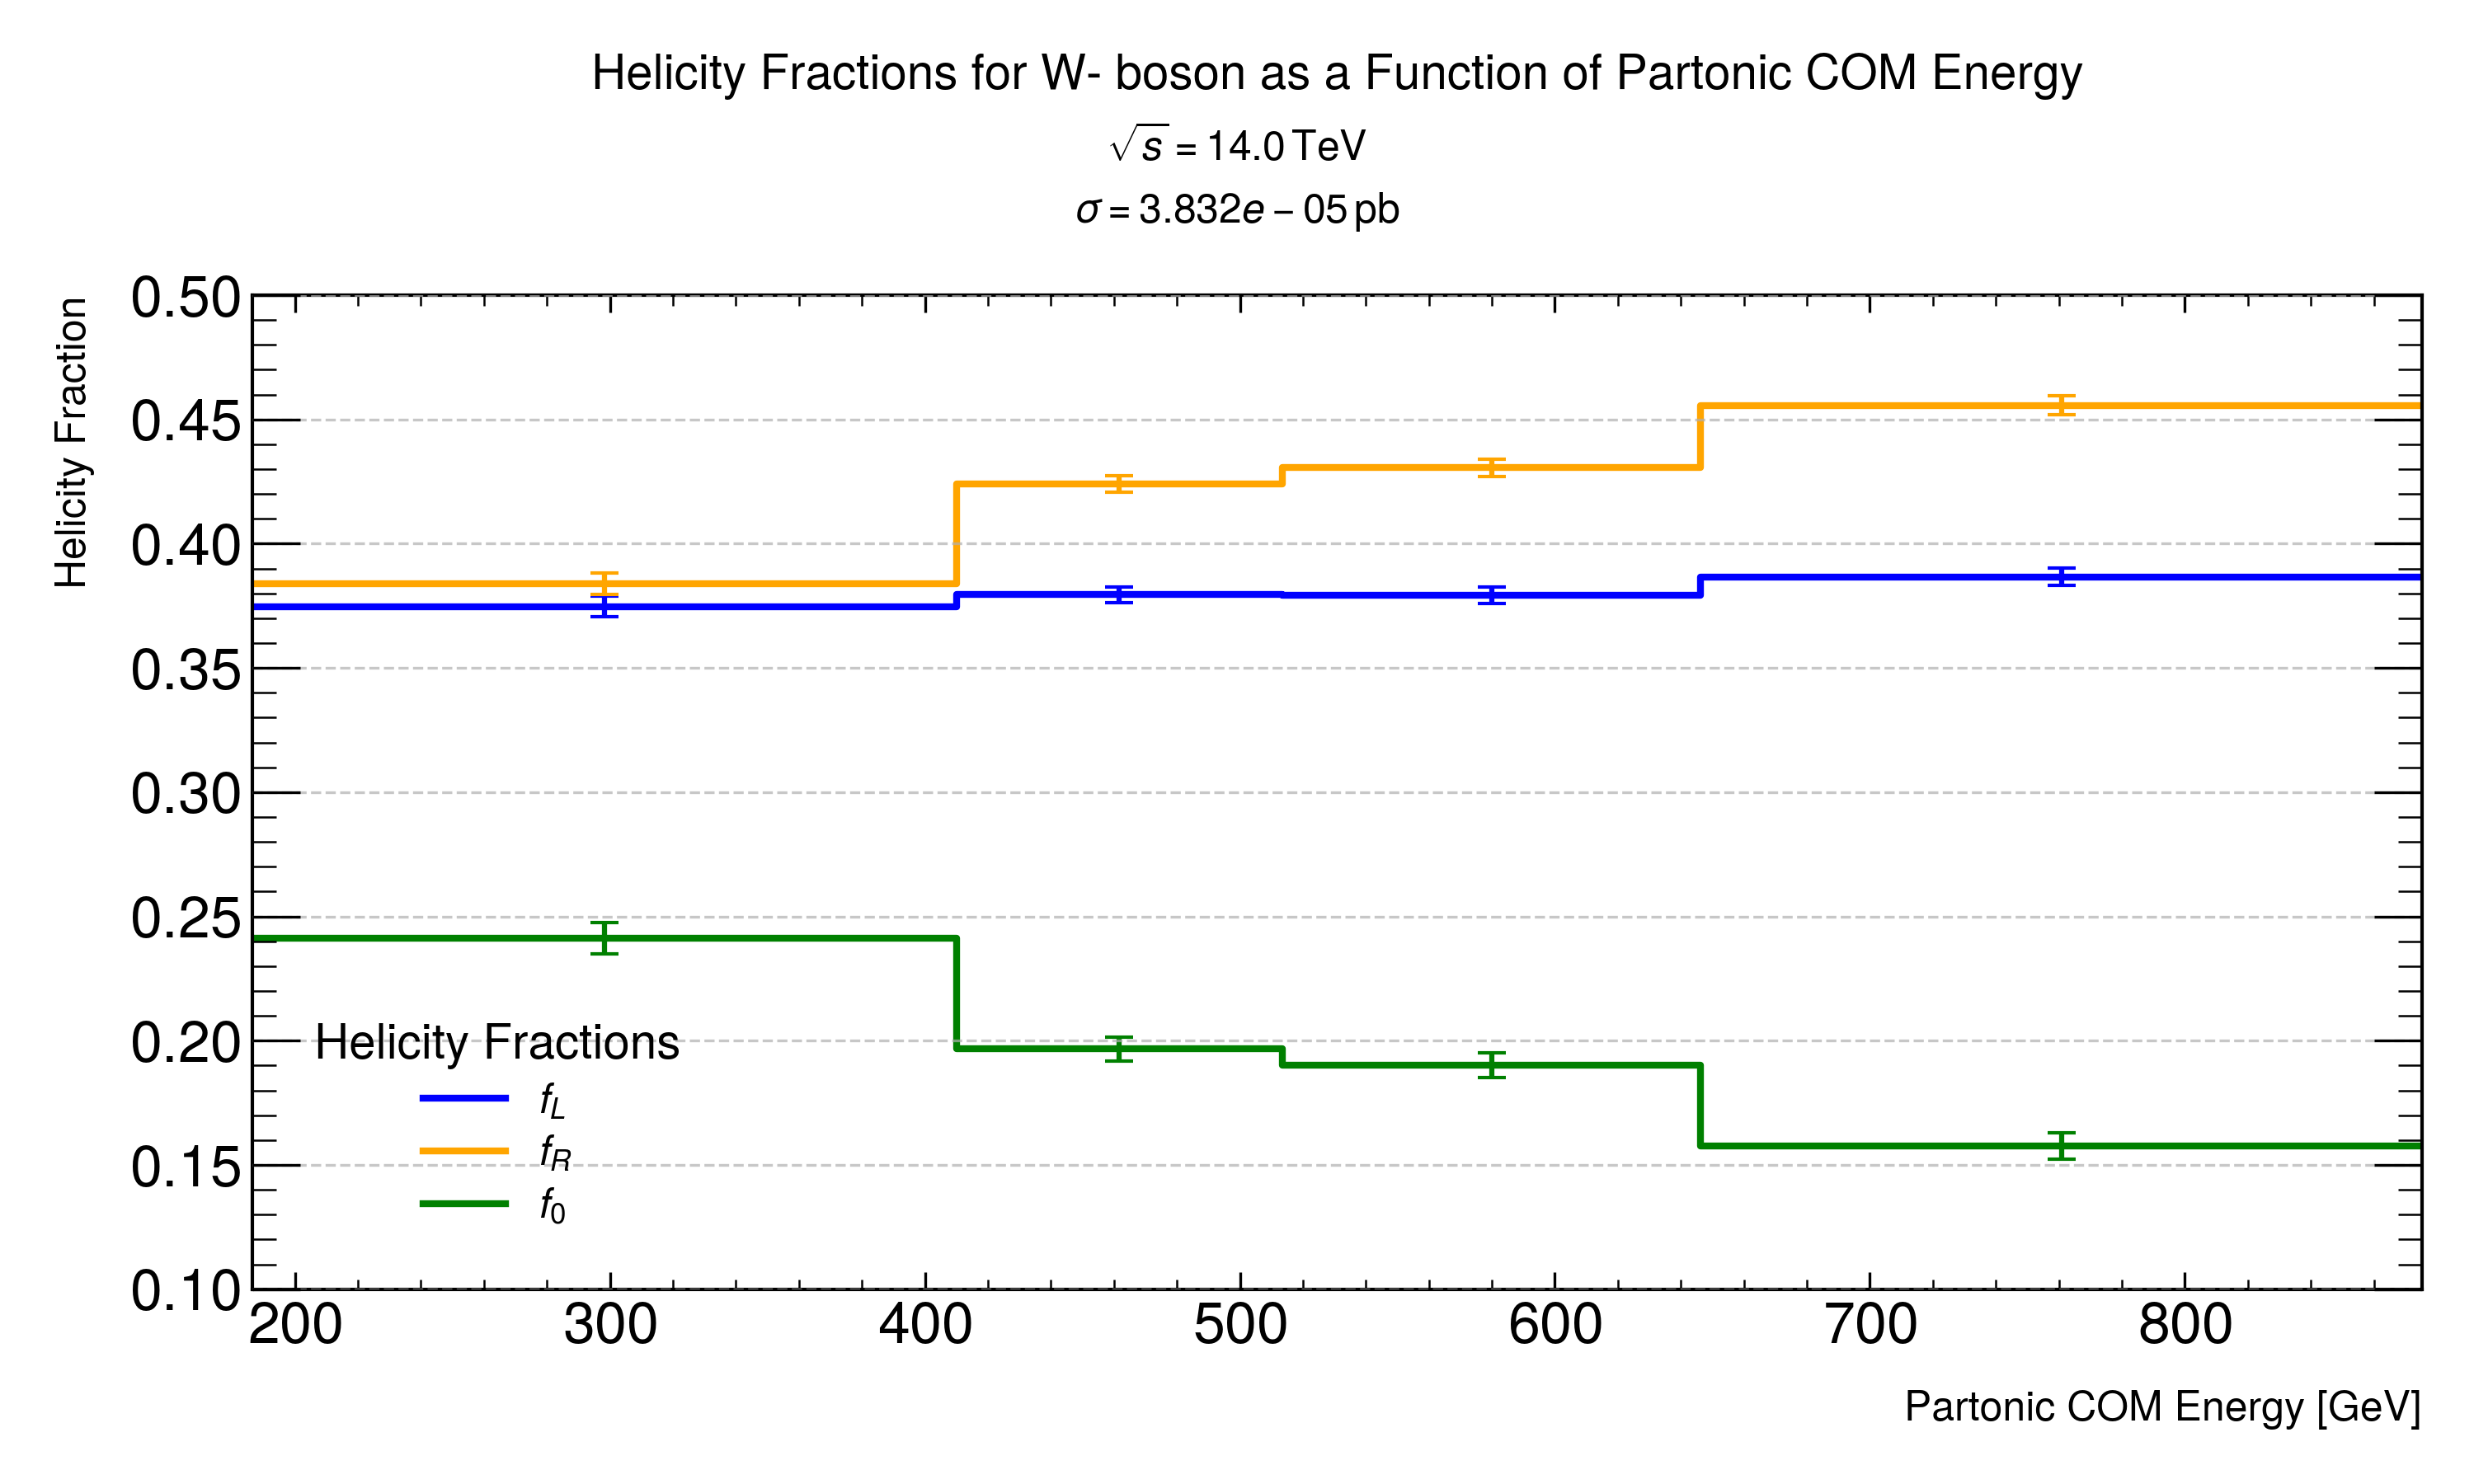 Helicity Fractions for W- boson as a Function of Partonic COM Energy
√s = 14.0 TeV
σ = 3.832e − 05 pb
Helicity Fraction
0.50
0.45
0.40
0.35
0.30
0.25
0.20
0.15
0.10
Helicity Fractions
f_L
f_R
f_0
200 300 400 500 600 700 800
Partonic COM Energy [GeV]